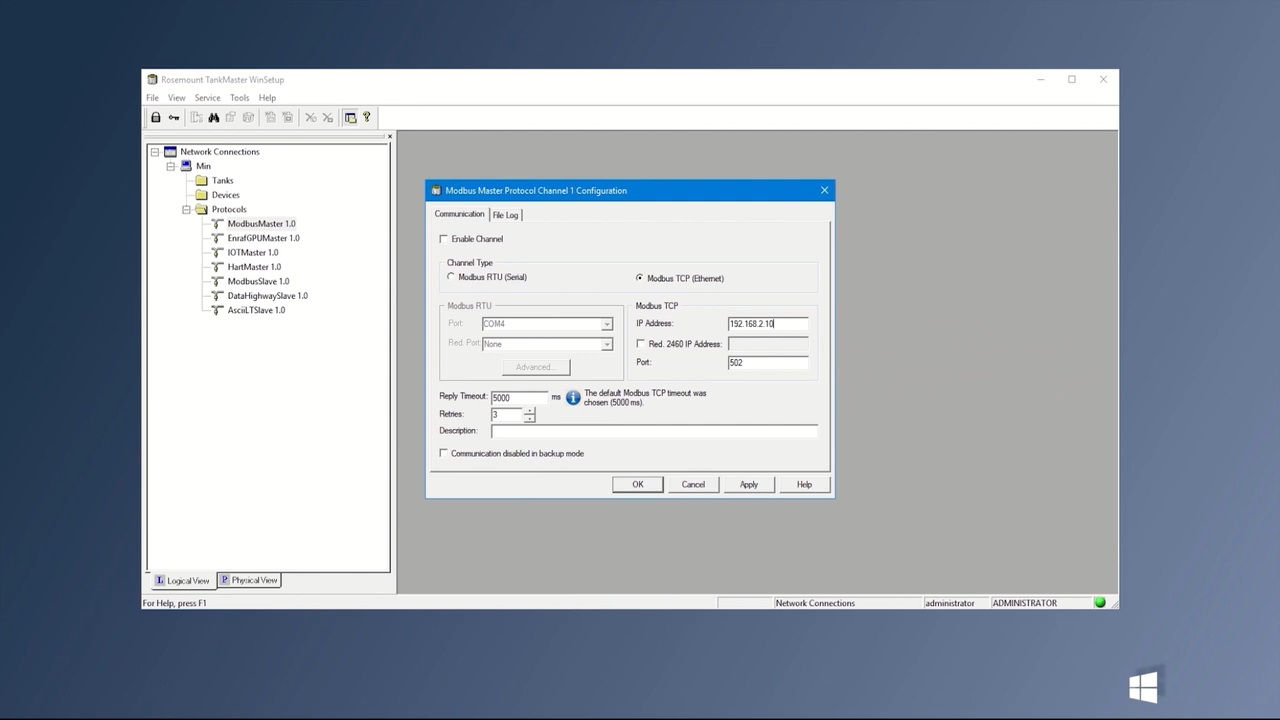 Rosemount TankMaster WinSetup
File View Service Tools Help
Network Connections
Min
Tanks
Devices
Protocols
ModbusMaster 1.0
EnrafGPUMaster 1.0
IOTMaster 1.0
HartMaster 1.0
ModbusSlave 1.0
DataHighwaySlave 1.0
AsciiLTSlave 1.0
L Logical View P Physical View
Modbus Master Protocol Channel 1 Configuration
Communication File Log
Enable Channel
Channel Type
Modbus RTU (Serial) Modbus TCP (Ethernet)
Modbus RTU
Port: COM4
Red. Port: None
Advanced...
Modbus TCP
IP Address: 192.168.2.10
Red. 2460 IP Address:
Port: 502
Reply Timeout: 5000 ms
The default Modbus TCP timeout was
chosen (5000 ms).
Retries: 3
Description:
Communication disabled in backup mode
OK Cancel Apply Help
For Help, press F1 Network Connections administrator ADMINISTRATOR